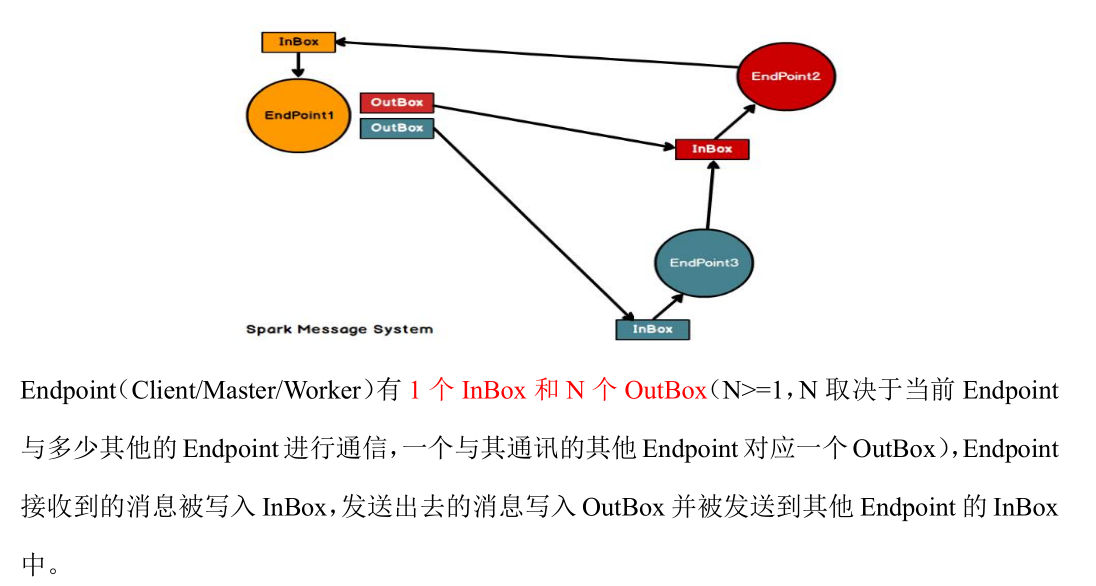 InBox
EndPoint2
EndPoint1
OutBox
OutBox
InBox
EndPoint3
Spark Message System
InBox
Endpoint（Client/Master/Worker）有 1 个 InBox 和 N 个 OutBox（N>=1，N 取决于当前 Endpoint
与多少其他的 Endpoint 进行通信，一个与其通讯的其他 Endpoint 对应一个 OutBox），Endpoint
接收到的消息被写入 InBox，发送出去的消息写入 OutBox 并被发送到其他 Endpoint 的 InBox
中。